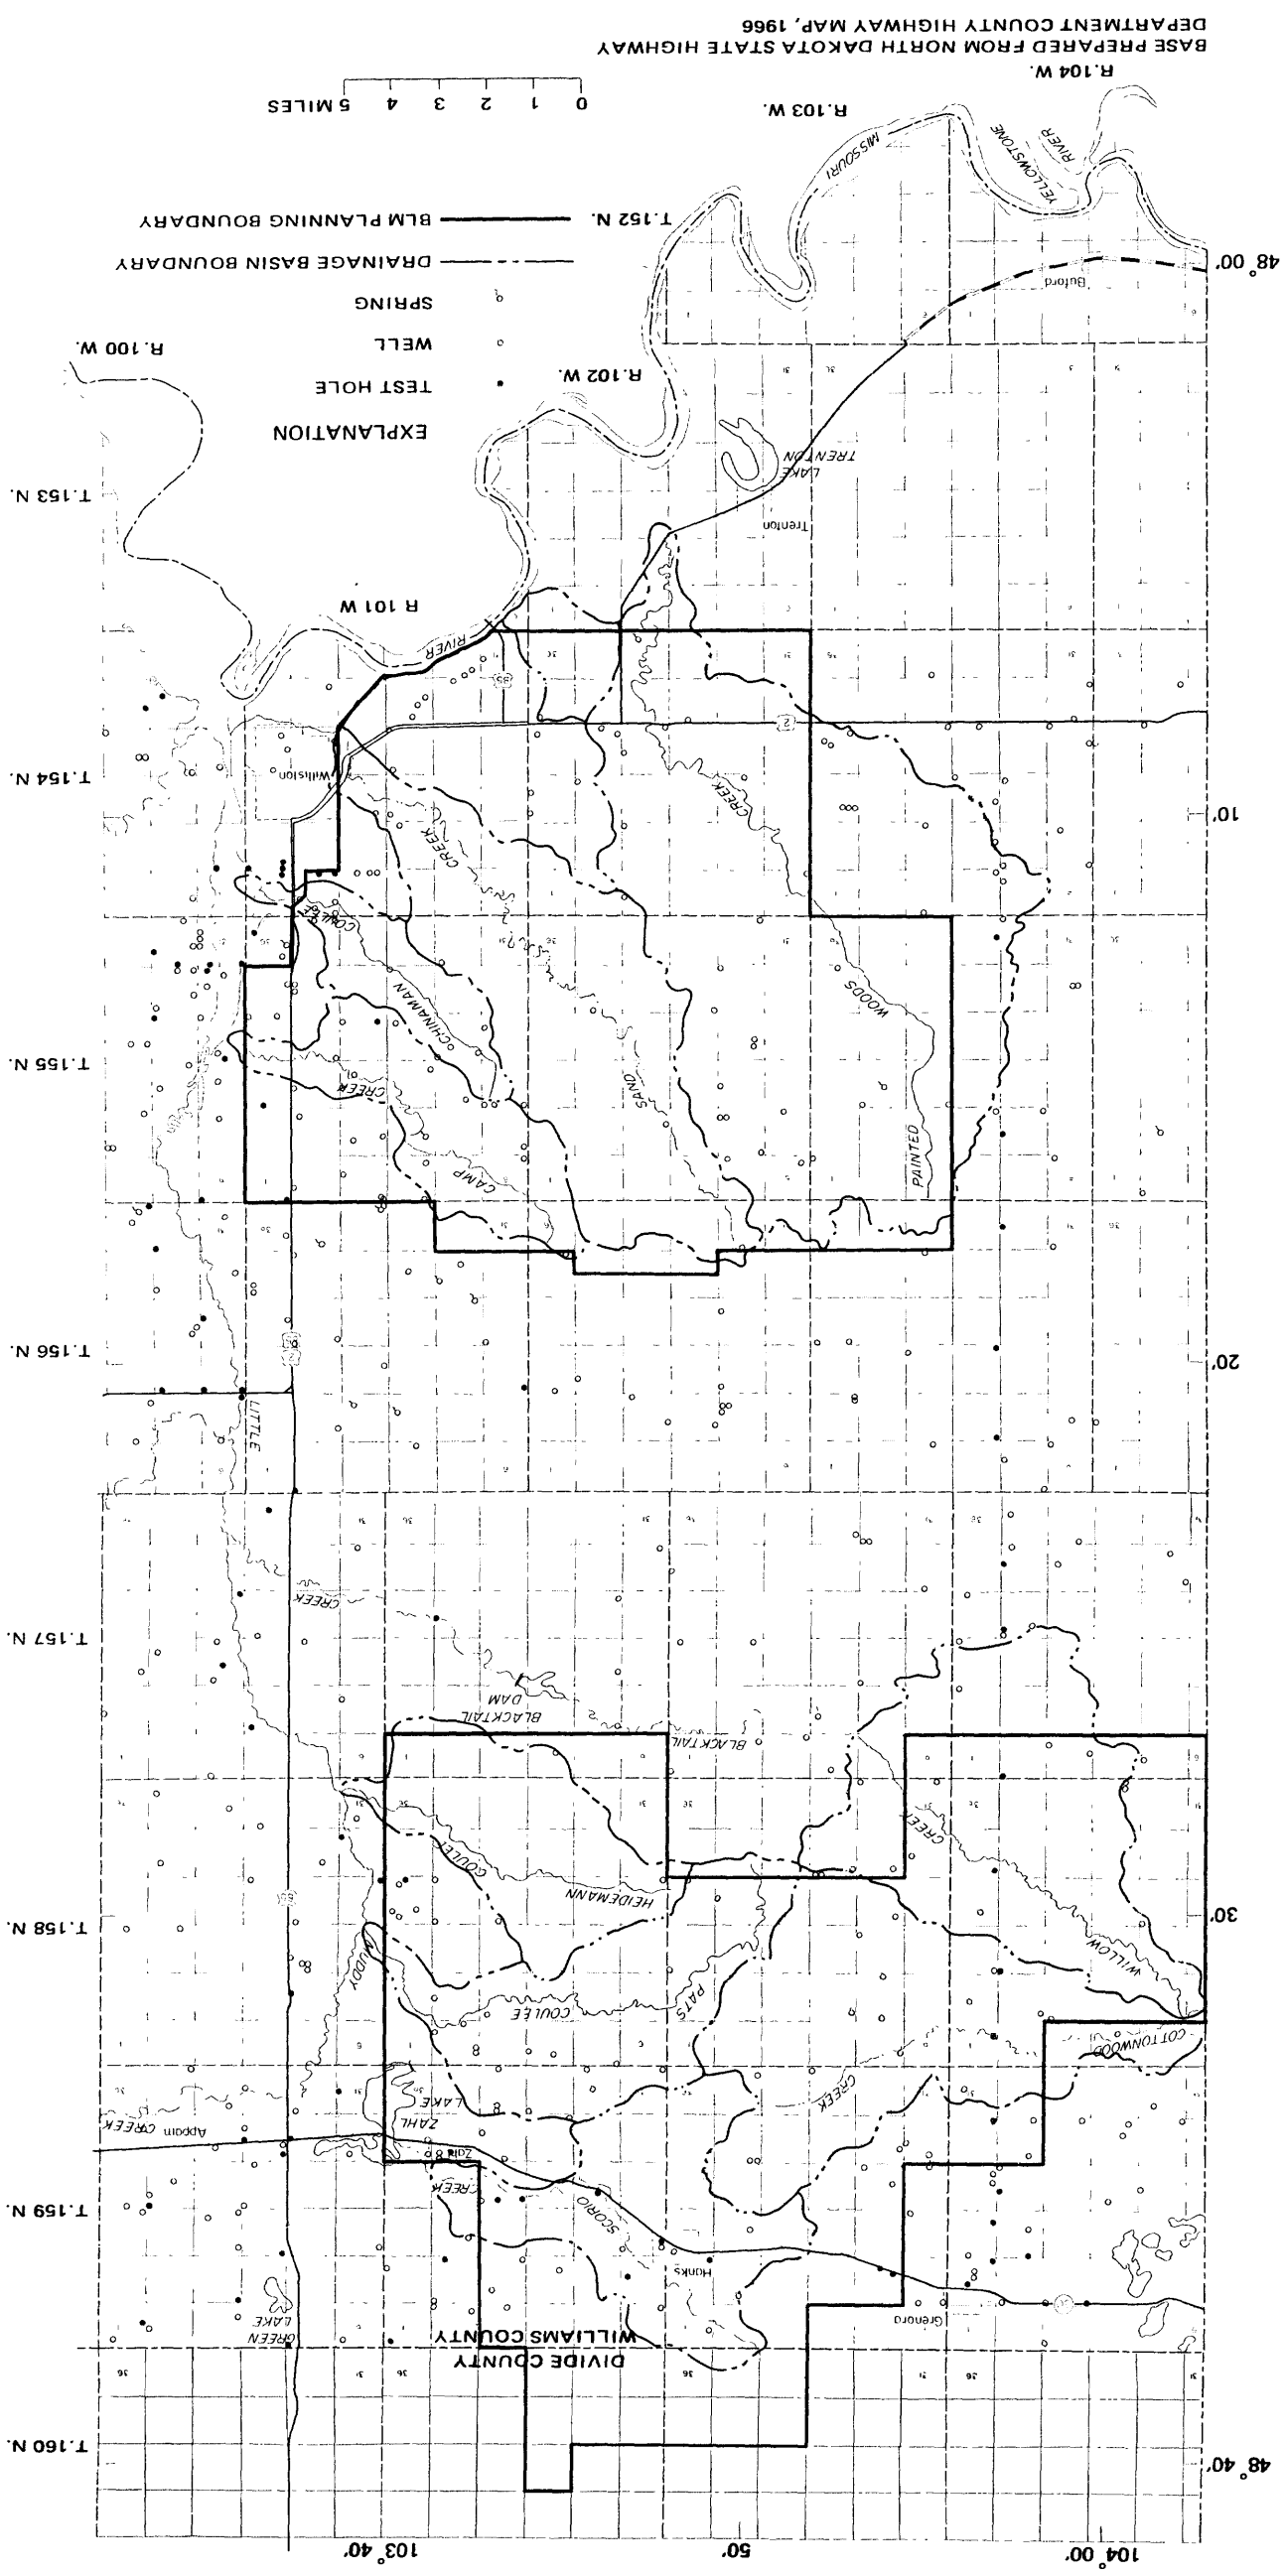 104° 00'
50'
103° 40'
48° 40'
T.160 N.
DIVIDE COUNTY
WILLIAMS COUNTY
GREEN
LAKE
Grenora
Hanks
SCORIO
CREEK
T.159 N.
Zahl
ZAHL
LAKE
Appam
CREEK
COTTONWOOD
CREEK
WILLOW
CREEK
PATS
COULEE
MUDDY
30'
T.158 N.
HEIDEMANN
COULEE
BLACKTAIL
BLACKTAIL
DAM
T.157 N.
CREEK
LITTLE
20'
T.156 N.
PAINTED
WOODS
CREEK
SAND
CREEK
CAMP
CREEK
CHINAMAN
COULEE
T.155 N.
10'
T.154 N.
Williston
2
85
RIVER
R 101 W
Trenton
LAKE
TRENTON
T.153 N.
EXPLANATION
TEST HOLE
WELL
SPRING
DRAINAGE BASIN BOUNDARY
BLM PLANNING BOUNDARY
R.102 W.
R.100 W.
Buford
48° 00'
T.152 N.
YELLOWSTONE
RIVER
MISSOURI
R.104 W.
R.103 W.
0 1 2 3 4 5 MILES
BASE PREPARED FROM NORTH DAKOTA STATE HIGHWAY
DEPARTMENT COUNTY HIGHWAY MAP, 1966